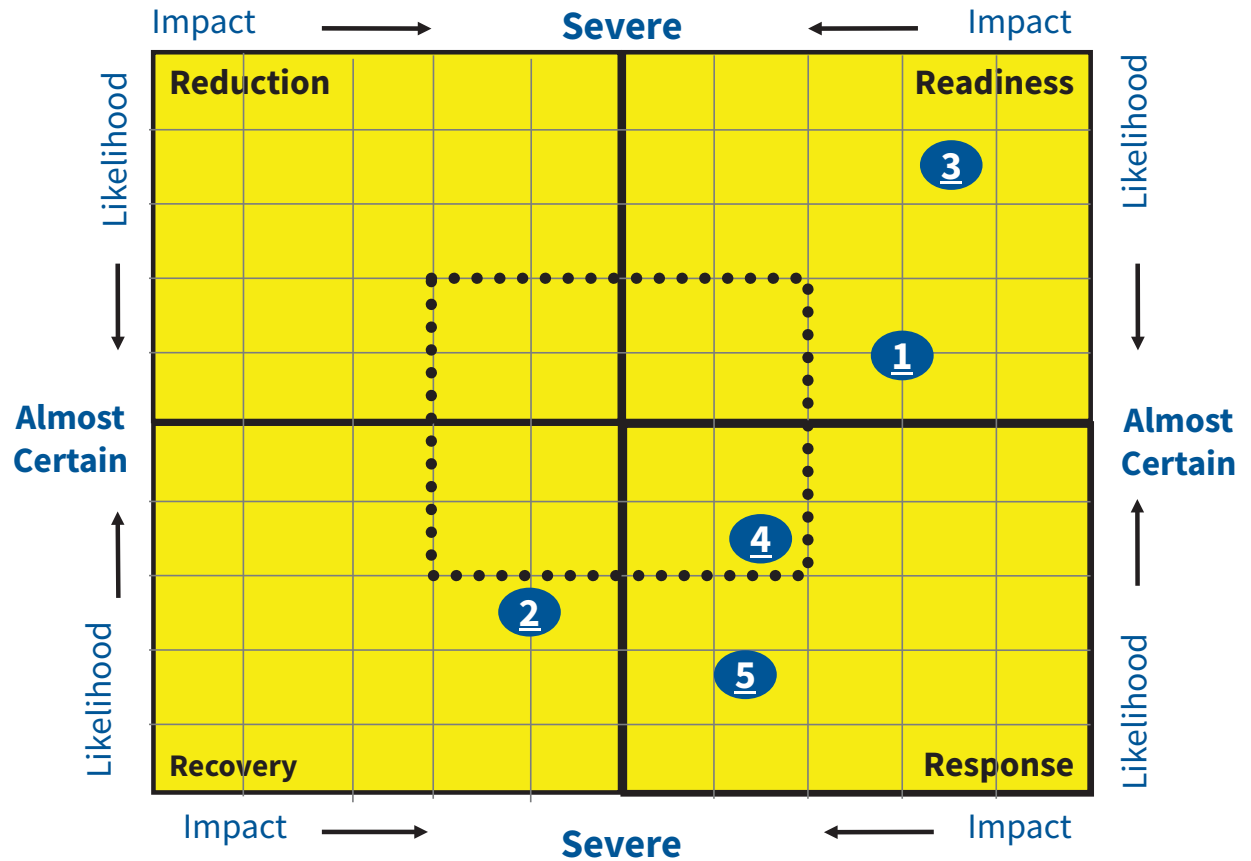 Impact
Severe
Impact
Likelihood
Reduction
Readiness
Likelihood
3
1
Almost
Certain
Almost
Certain
4
2
5
Likelihood
Recovery
Response
Likelihood
Impact
Severe
Impact